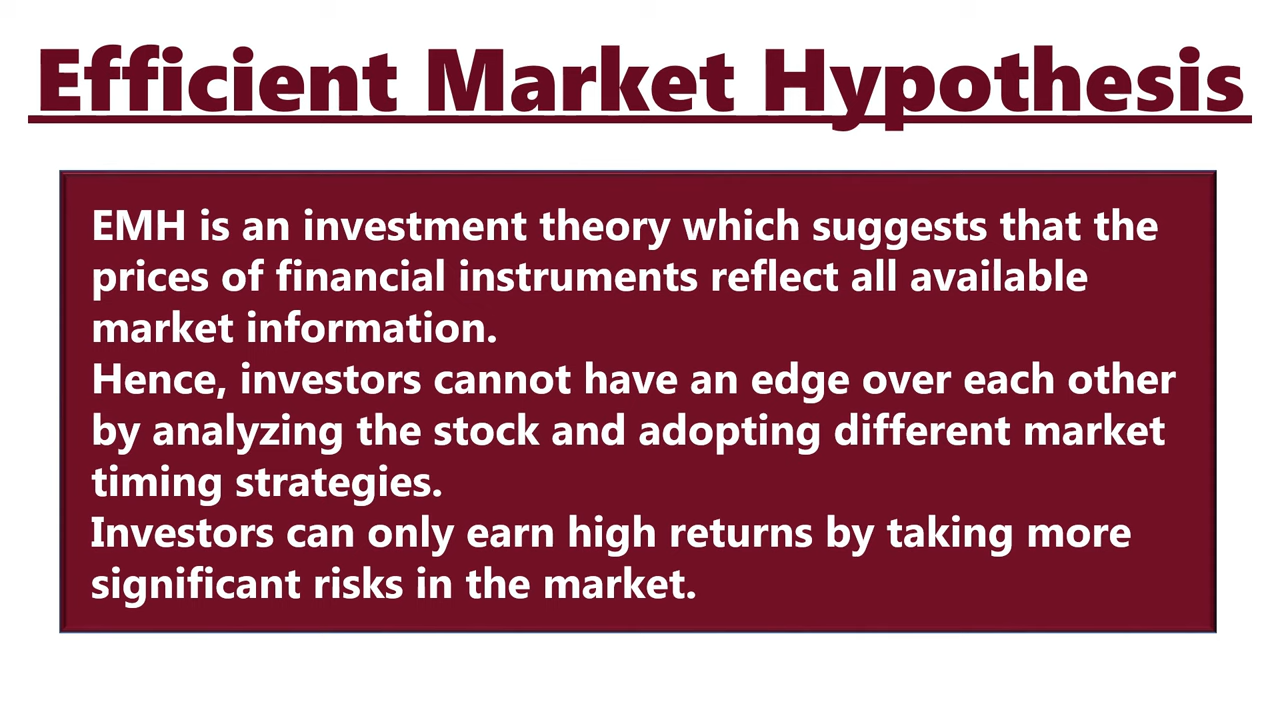 Efficient Market Hypothesis
EMH is an investment theory which suggests that the
prices of financial instruments reflect all available
market information.
Hence, investors cannot have an edge over each other
by analyzing the stock and adopting different market
timing strategies.
Investors can only earn high returns by taking more
significant risks in the market.